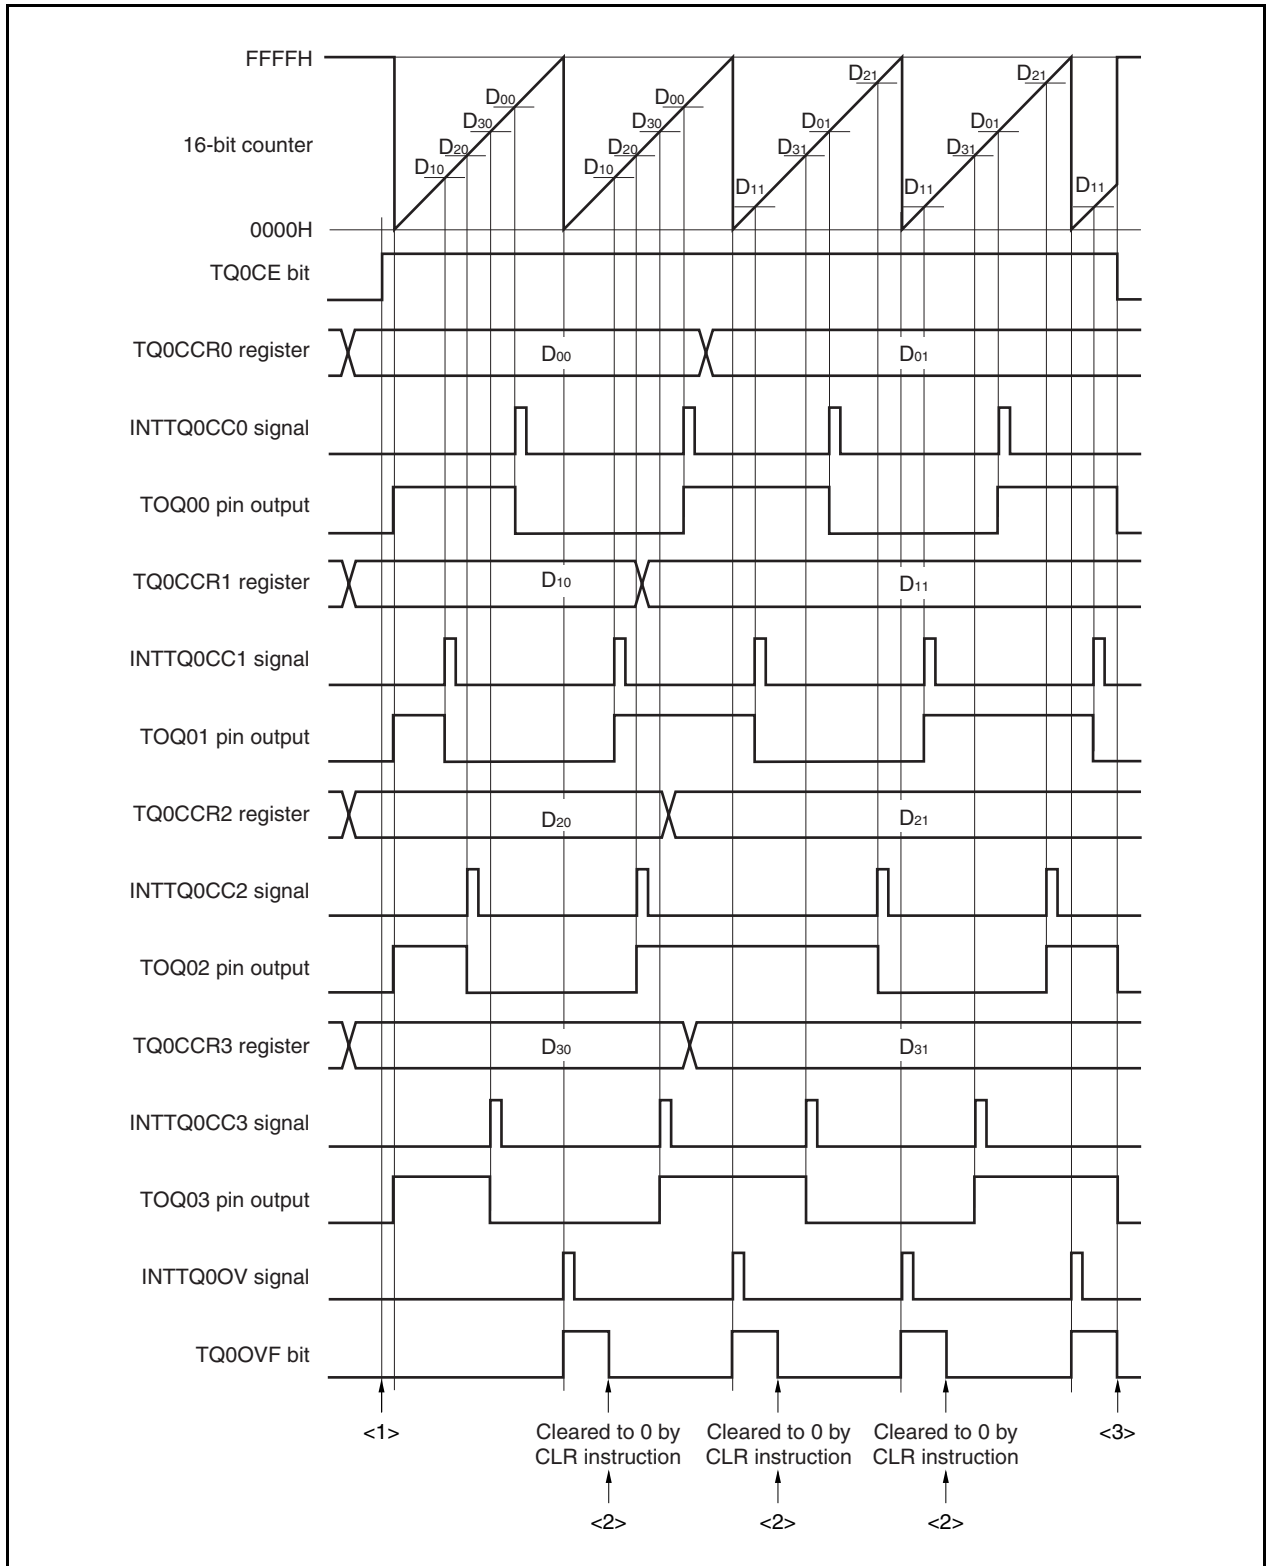 FFFFH
D21 D21
D00 D00
D30 D30 D01 D01
16-bit counter
D20 D20 D31 D31
D10 D10
D11 D11 D11
0000H
TQ0CE bit
TQ0CCR0 register D00 D01
INTTQ0CC0 signal
TOQ00 pin output
TQ0CCR1 register D10 D11
INTTQ0CC1 signal
TOQ01 pin output
TQ0CCR2 register D20 D21
INTTQ0CC2 signal
TOQ02 pin output
TQ0CCR3 register D30 D31
INTTQ0CC3 signal
TOQ03 pin output
INTTQ0OV signal
TQ0OVF bit
<1> Cleared to 0 by Cleared to 0 by Cleared to 0 by <3>
CLR instruction CLR instruction CLR instruction
<2> <2> <2>